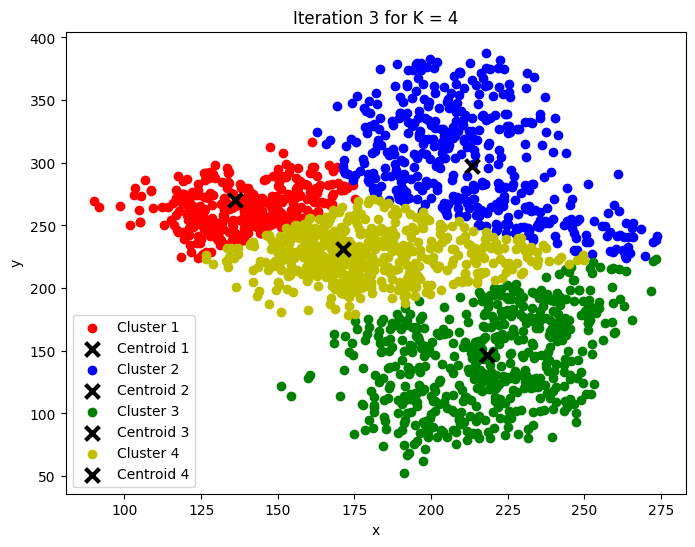 Iteration 3 for K = 4
400
350
300
250
200
150
100
50
y
Cluster 1
Centroid 1
Cluster 2
Centroid 2
Cluster 3
Centroid 3
Cluster 4
Centroid 4
100
125
150
175
200
225
250
275
x